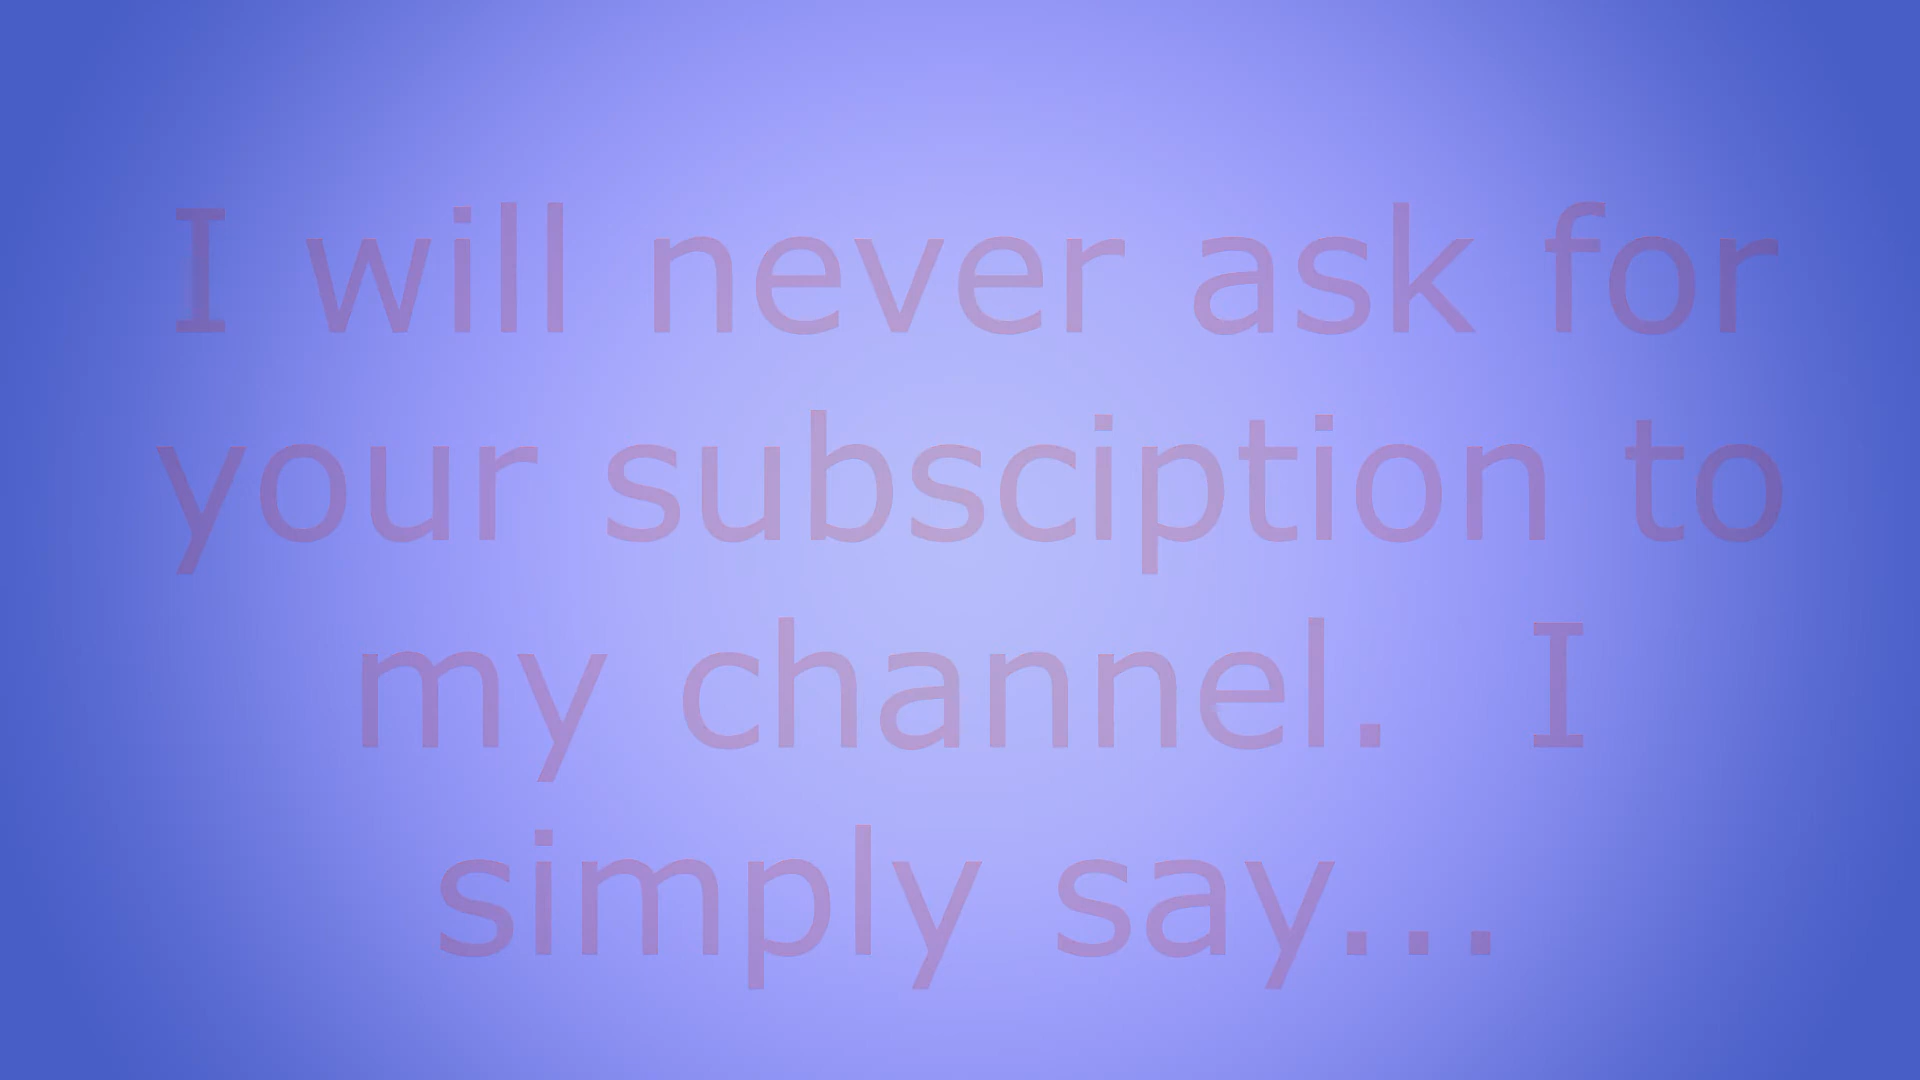 I will never ask for
your subsciption to
my channel.  I
simply say...